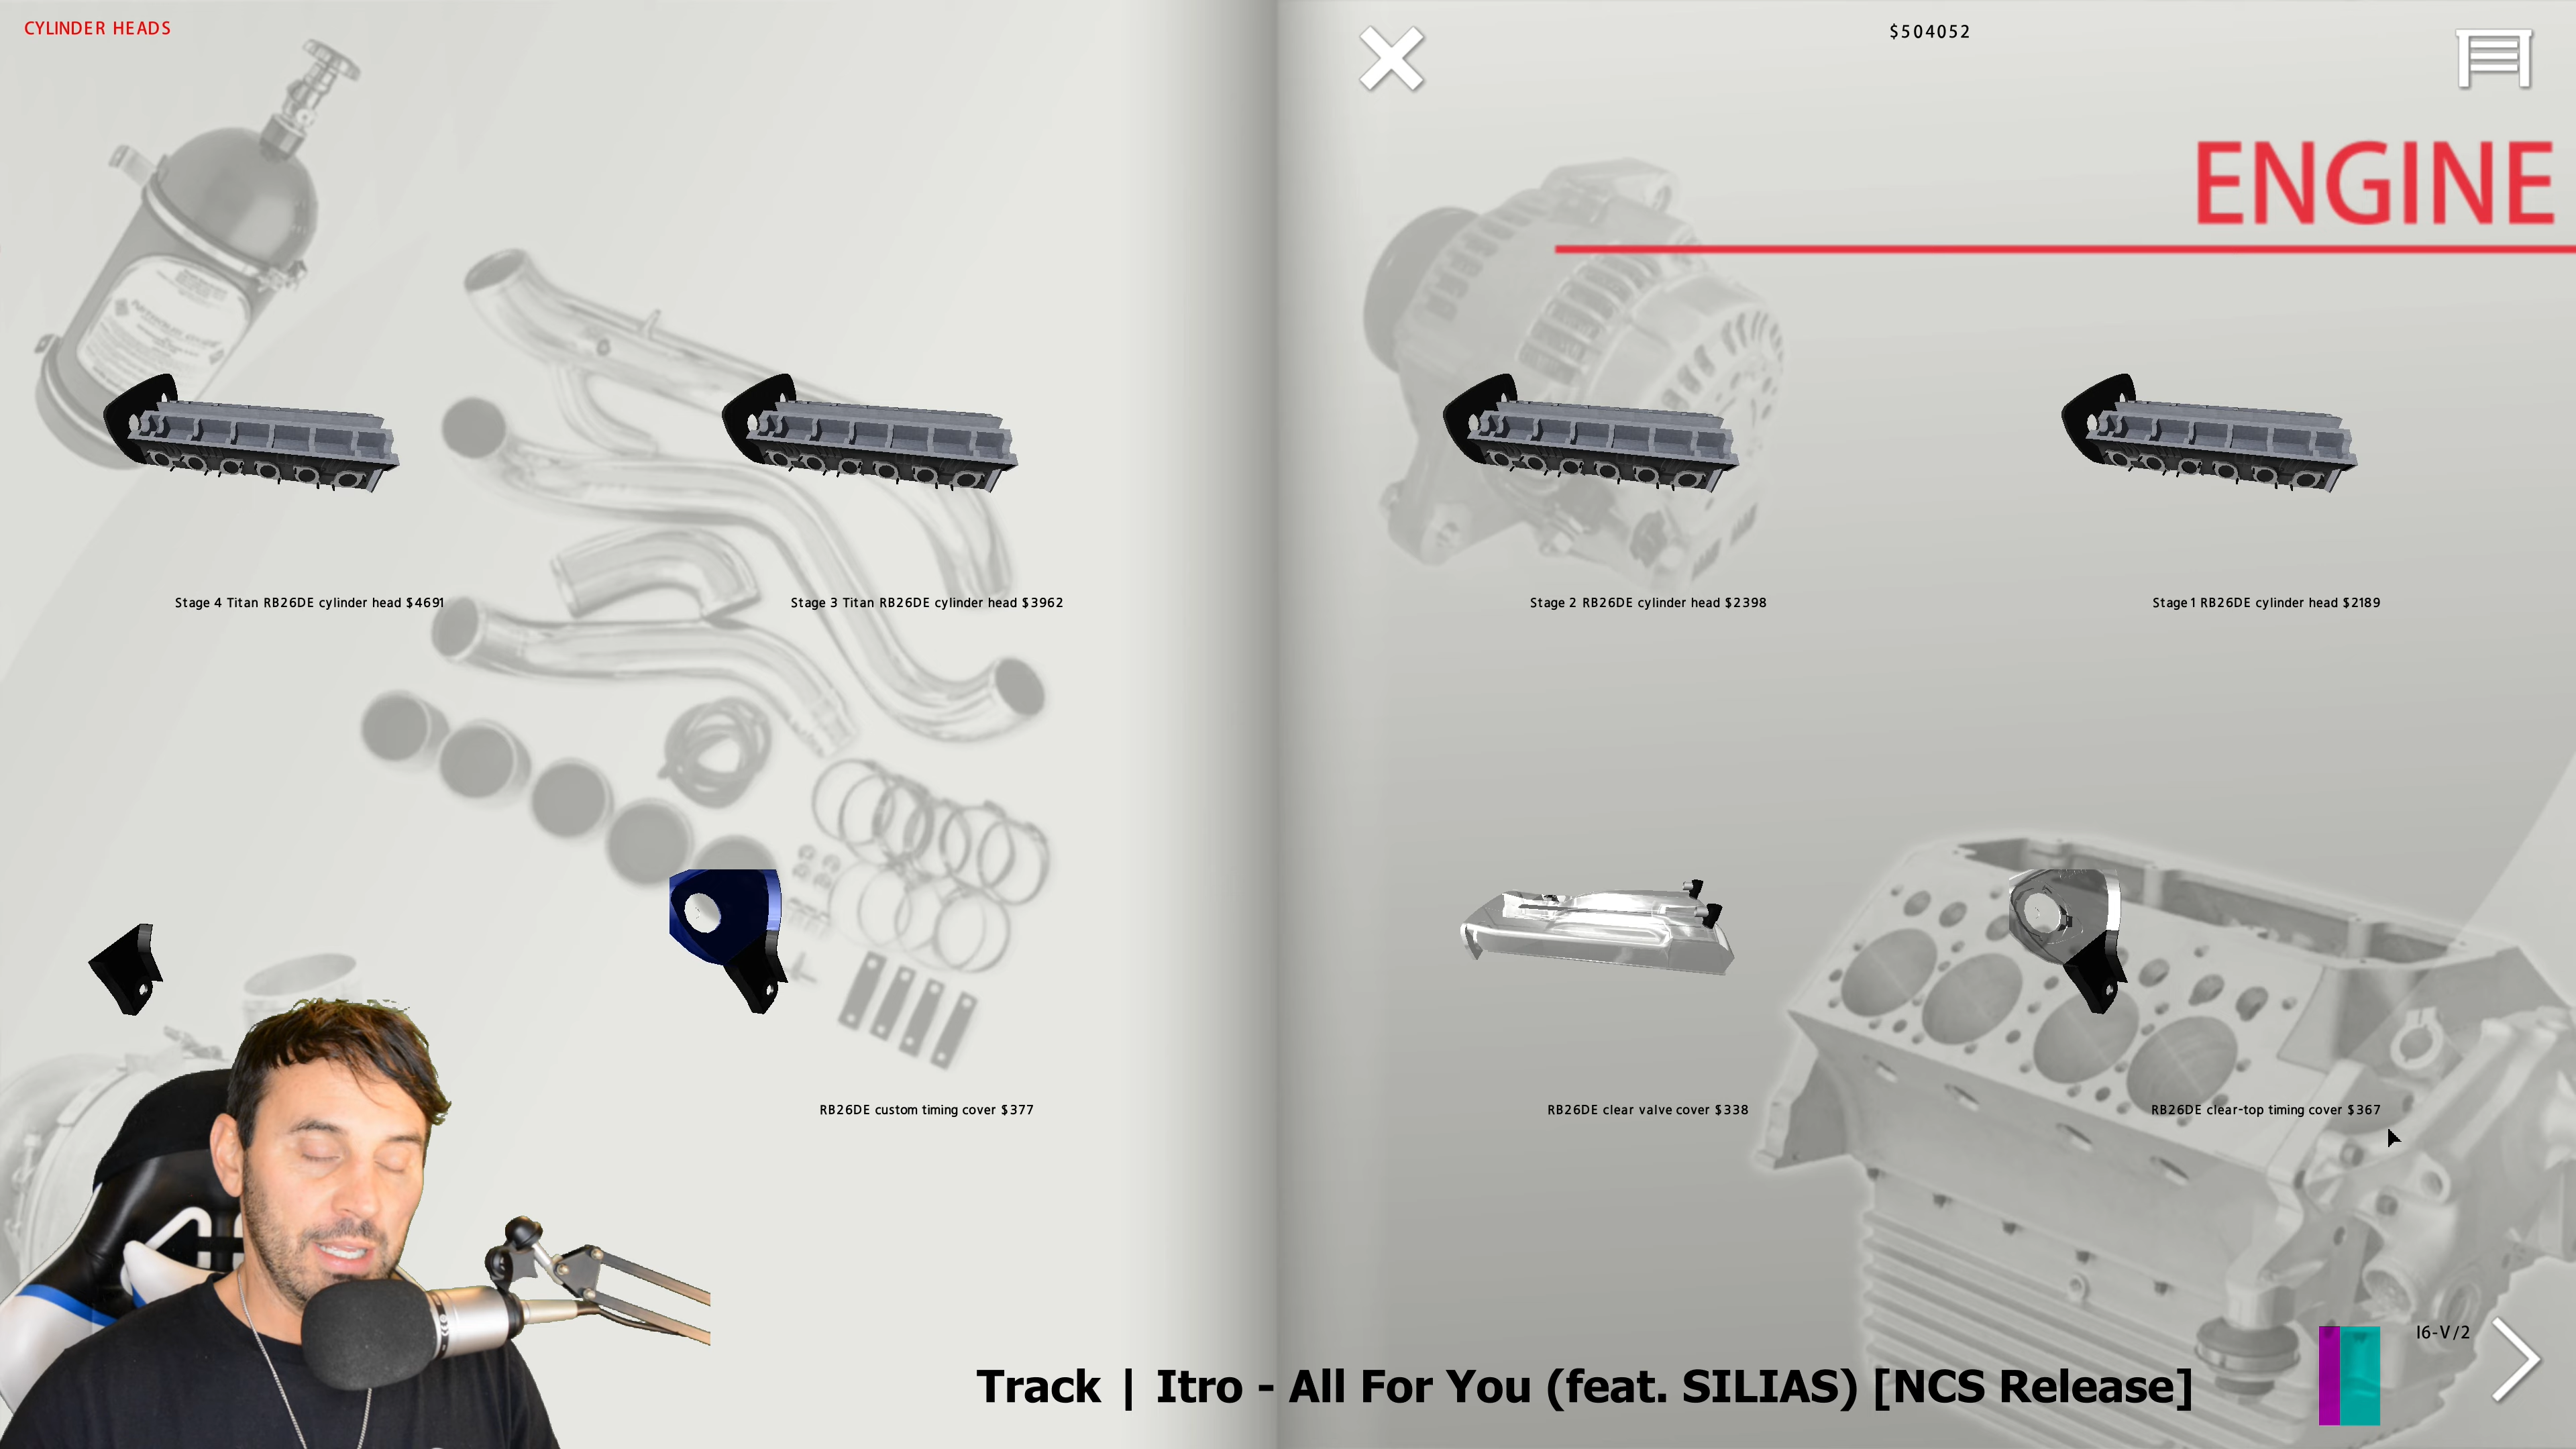 CYLINDER HEADS
$504052
ENGINE
Stage 4 Titan RB26DE cylinder head $4691
Stage 3 Titan RB26DE cylinder head $3962
Stage 2 RB26DE cylinder head $2398
Stage 1 RB26DE cylinder head $2189
RB26DE custom timing cover $377
RB26DE clear valve cover $338
RB26DE clear-top timing cover $367
I6-V/2
Track | Itro - All For You (feat. SILIAS) [NCS Release]